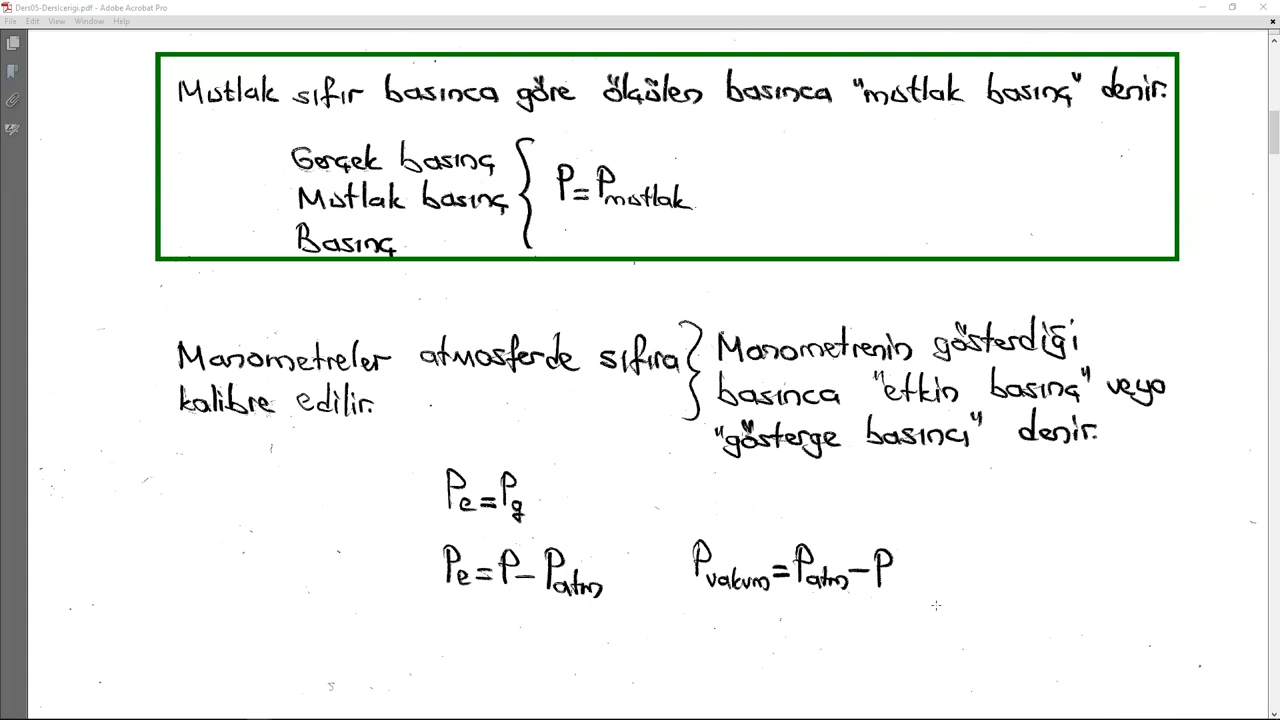 Ders05-DersIcerigi.pdf - Adobe Acrobat Pro
File Edit View Window Help
Mutlak sıfır basınca göre ölçülen basınca "mutlak basınç" denir.
Gerçek basınç
Mutlak basınç
Basınç
P = Pmutlak
Manometreler atmosferde sıfıra
kalibre edilir.
Manometrenin gösterdiği
basınca "etkin basınç" veya
"gösterge basıncı" denir.
Pe = Pg
Pe = P - Patm
Pvakum = Patm - P